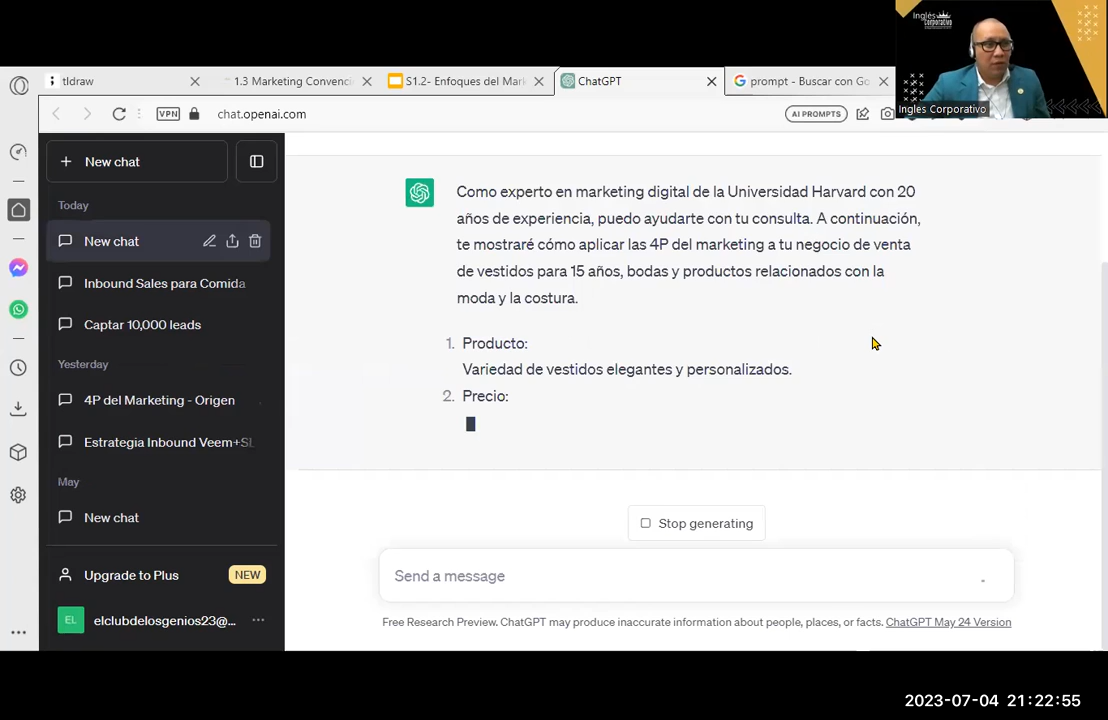 Inglés
corporativo
Ingles Corporativo
tldraw
1.3 Marketing Convenci
S1.2- Enfoques del Mark
ChatGPT
prompt - Buscar con Go
VPN
chat.openai.com
AI PROMPTS
New chat
Today
New chat
Inbound Sales para Comida
Captar 10,000 leads
Yesterday
4P del Marketing - Origen
Estrategia Inbound Veem+SL
May
New chat
Upgrade to Plus
NEW
EL
elclubdelosgenios23@...
Como experto en marketing digital de la Universidad Harvard con 20
años de experiencia, puedo ayudarte con tu consulta. A continuación,
te mostraré cómo aplicar las 4P del marketing a tu negocio de venta
de vestidos para 15 años, bodas y productos relacionados con la
moda y la costura.
1. Producto:
Variedad de vestidos elegantes y personalizados.
2. Precio:
Stop generating
Send a message
Free Research Preview. ChatGPT may produce inaccurate information about people, places, or facts. ChatGPT May 24 Version
2023-07-04 21:22:55